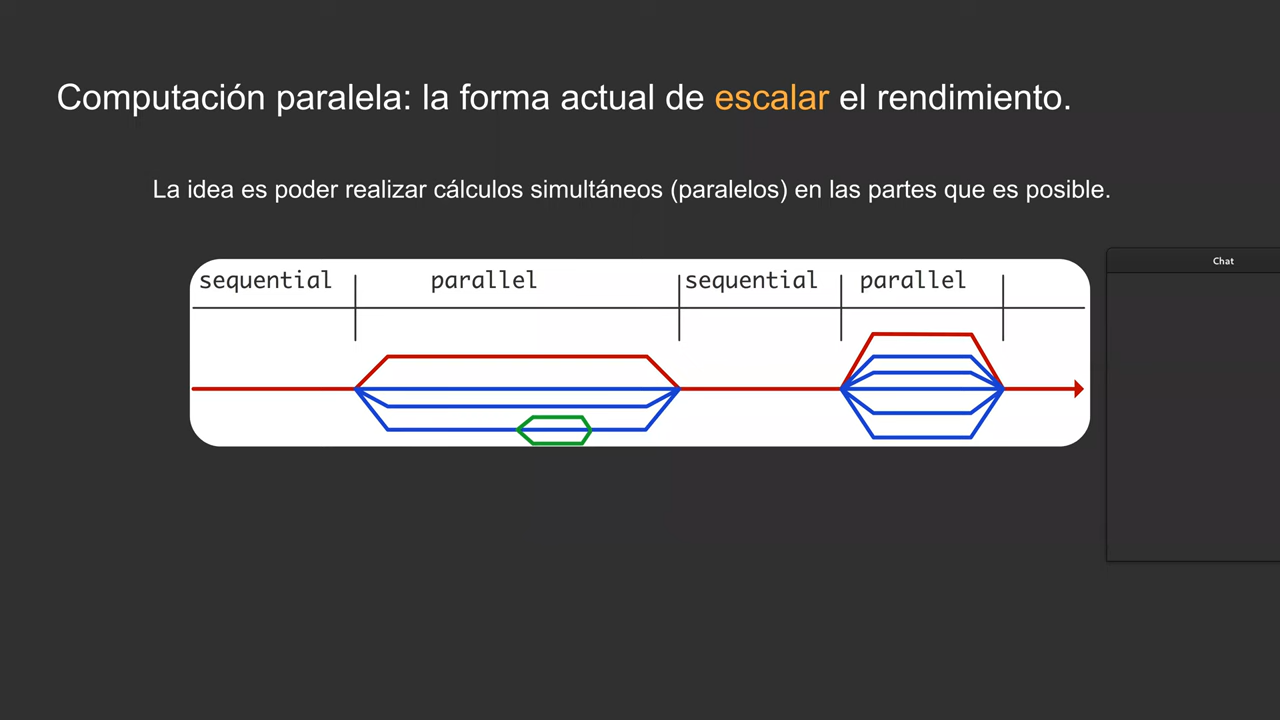 Computación paralela: la forma actual de escalar el rendimiento.
La idea es poder realizar cálculos simultáneos (paralelos) en las partes que es posible.
sequential parallel sequential parallel
Chat